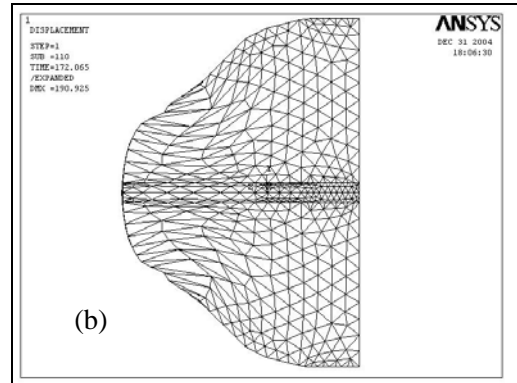 1
DISPLACEMENT
STEP=1
SUB =110
TIME=172.065
/EXPANDED
DMX =190.925
ANSYS
DEC 31 2004
18:06:30
(b)